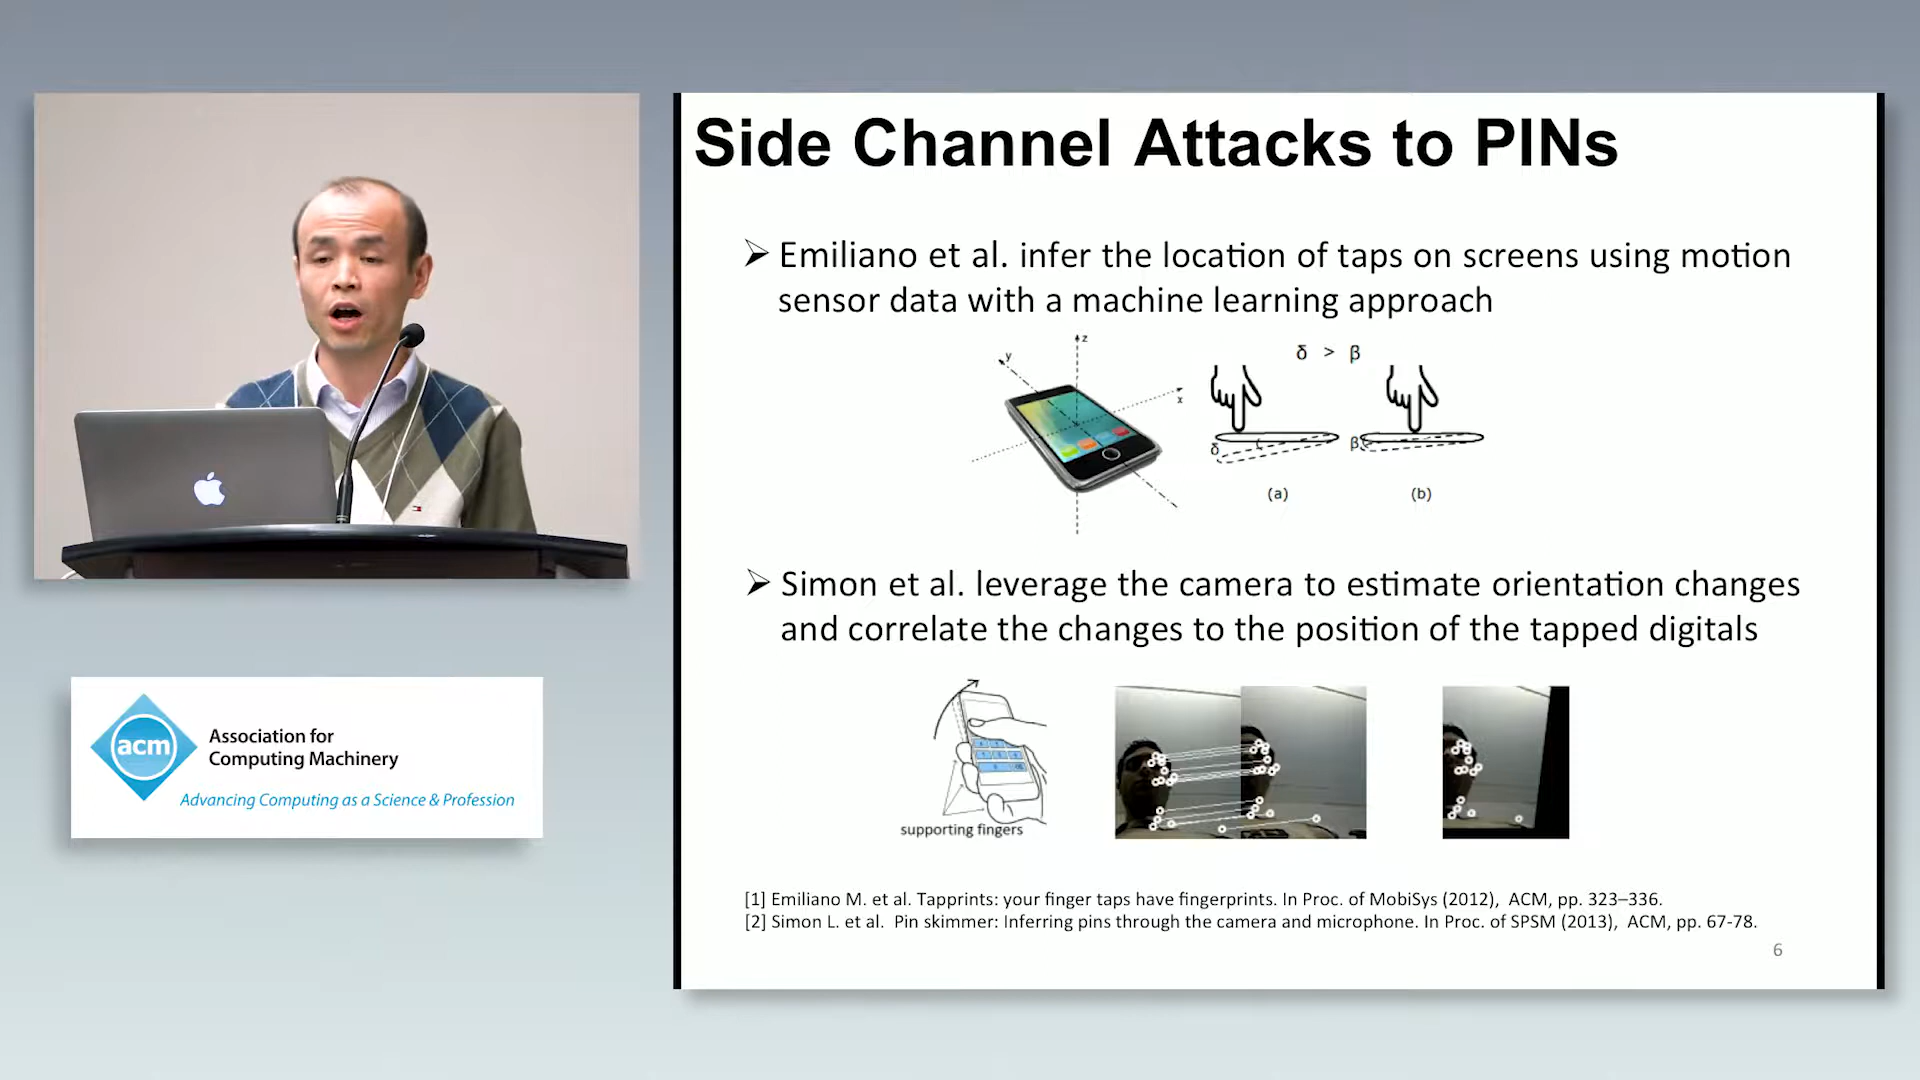 Side Channel Attacks to PINs
➢ Emiliano et al. infer the location of taps on screens using motion
sensor data with a machine learning approach
z
y
x
δ > β
δ
β
(a)
(b)
➢ Simon et al. leverage the camera to estimate orientation changes
and correlate the changes to the position of the tapped digitals
supporting fingers
[1] Emiliano M. et al. Tapprints: your finger taps have fingerprints. In Proc. of MobiSys (2012), ACM, pp. 323–336.
[2] Simon L. et al. Pin skimmer: Inferring pins through the camera and microphone. In Proc. of SPSM (2013), ACM, pp. 67-78.
6
acm
Association for
Computing Machinery
Advancing Computing as a Science & Profession